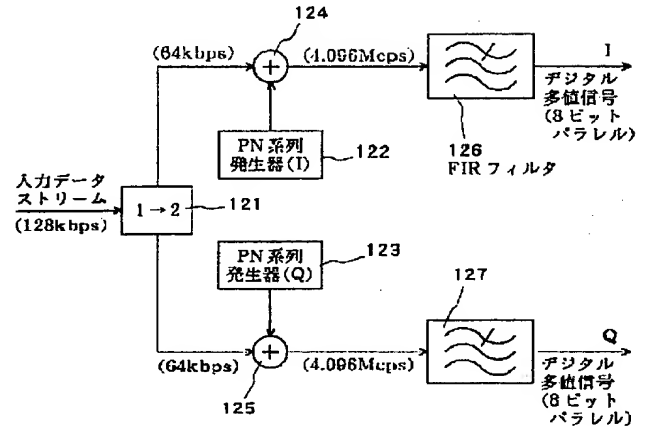 124
(64kbps)
(4.096Mcps)
I
デジタル
多値信号
(8ビット
パラレル)
126
FIRフィルタ
PN系列
発生器(I)
122
入力データ
ストリーム
(128kbps)
1→2
121
PN系列
発生器(Q)
123
127
(64kbps)
125
(4.096Mcps)
Q
デジタル
多値信号
(8ビット
パラレル)